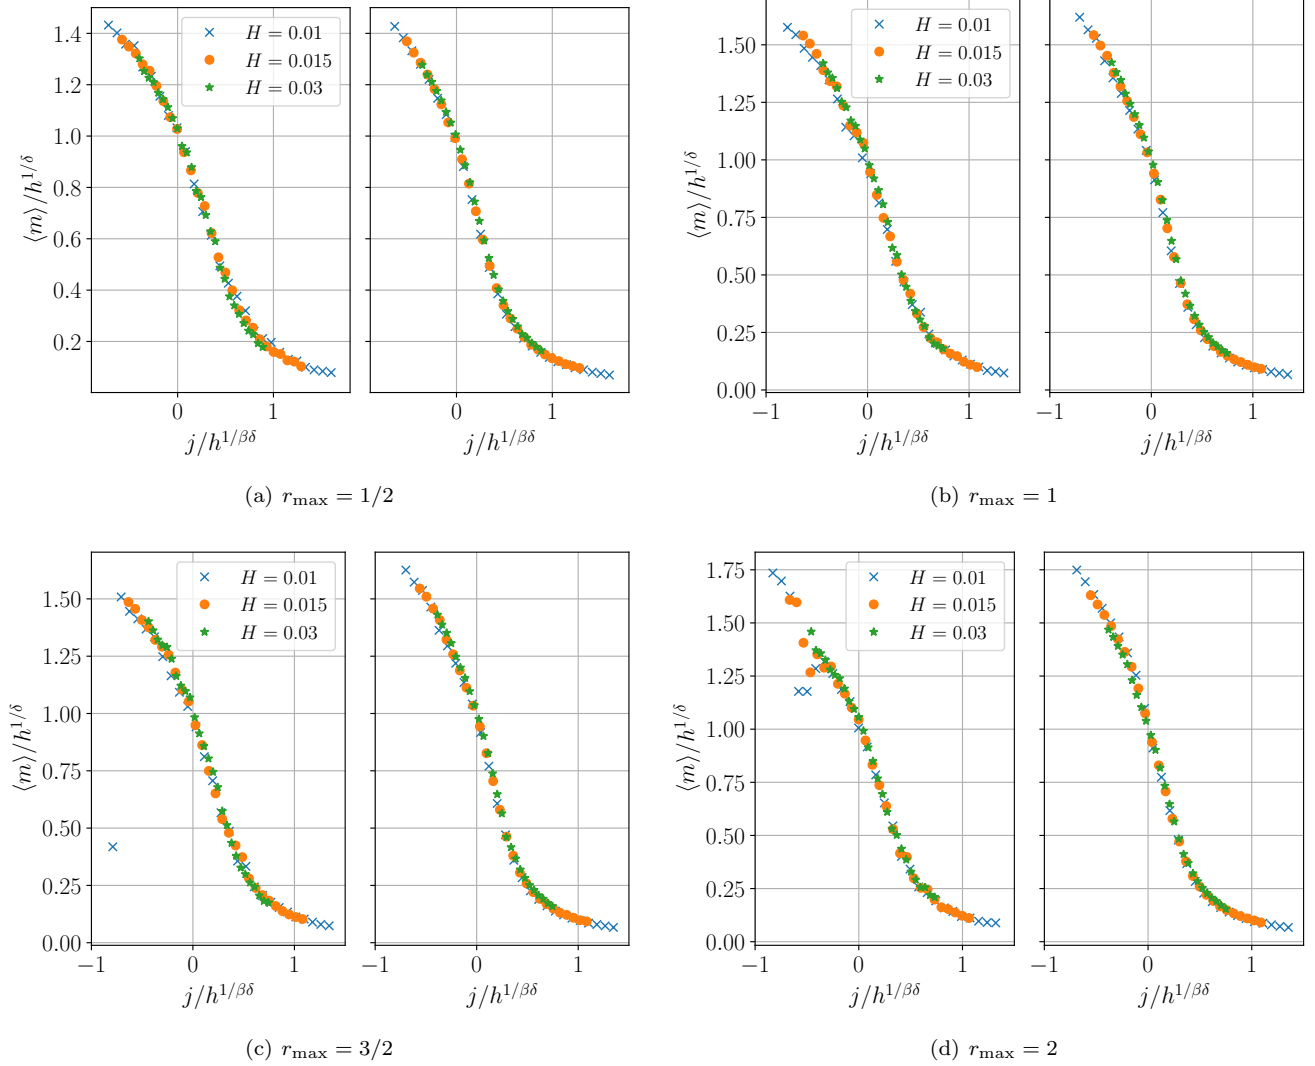 1.4
1.2
1.0
0.8
0.6
0.4
0.2
⟨m⟩/h^{1/δ}
H = 0.01
H = 0.015
H = 0.03
0 1 0 1
j/h^{1/βδ} j/h^{1/βδ}
(a) r_max = 1/2
1.50
1.25
1.00
0.75
0.50
0.25
0.00
⟨m⟩/h^{1/δ}
H = 0.01
H = 0.015
H = 0.03
−1 0 1 −1 0 1
j/h^{1/βδ} j/h^{1/βδ}
(b) r_max = 1
1.50
1.25
1.00
0.75
0.50
0.25
0.00
⟨m⟩/h^{1/δ}
H = 0.01
H = 0.015
H = 0.03
−1 0 1 −1 0 1
j/h^{1/βδ} j/h^{1/βδ}
(c) r_max = 3/2
1.75
1.50
1.25
1.00
0.75
0.50
0.25
0.00
⟨m⟩/h^{1/δ}
H = 0.01
H = 0.015
H = 0.03
−1 0 1 −1 0 1
j/h^{1/βδ} j/h^{1/βδ}
(d) r_max = 2